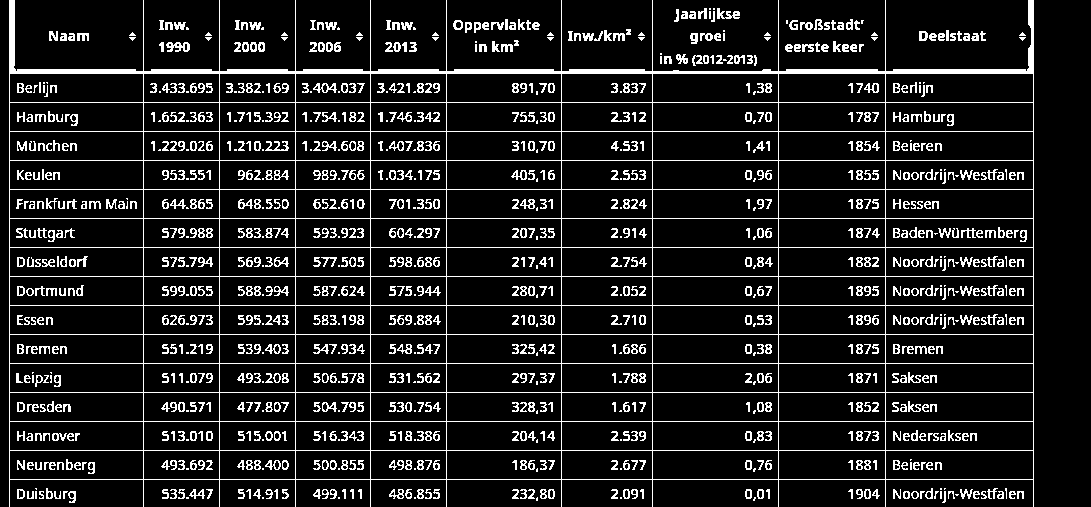 Naam Inw. 1990 Inw. 2000 Inw. 2006 Inw. 2013 Oppervlakte in km² Inw./km² Jaarlijkse groei in % (2012-2013) 'Großstadt' eerste keer Deelstaat
Berlijn 3.433.695 3.382.169 3.404.037 3.421.829 891,70 3.837 1,38 1740 Berlijn
Hamburg 1.652.363 1.715.392 1.754.182 1.746.342 755,30 2.312 0,70 1787 Hamburg
München 1.229.026 1.210.223 1.294.608 1.407.836 310,70 4.531 1,41 1854 Beieren
Keulen 953.551 962.884 989.766 1.034.175 405,16 2.553 0,96 1855 Noordrijn-Westfalen
Frankfurt am Main 644.865 648.550 652.610 701.350 248,31 2.824 1,97 1875 Hessen
Stuttgart 579.988 583.874 593.923 604.297 207,35 2.914 1,06 1874 Baden-Württemberg
Düsseldorf 575.794 569.364 577.505 598.686 217,41 2.754 0,84 1882 Noordrijn-Westfalen
Dortmund 599.055 588.994 587.624 575.944 280,71 2.052 0,67 1895 Noordrijn-Westfalen
Essen 626.973 595.243 583.198 569.884 210,30 2.710 0,53 1896 Noordrijn-Westfalen
Bremen 551.219 539.403 547.934 548.547 325,42 1.686 0,38 1875 Bremen
Leipzig 511.079 493.208 506.578 531.562 297,37 1.788 2,06 1871 Saksen
Dresden 490.571 477.807 504.795 530.754 328,31 1.617 1,08 1852 Saksen
Hannover 513.010 515.001 516.343 518.386 204,14 2.539 0,83 1873 Nedersaksen
Neurenberg 493.692 488.400 500.855 498.876 186,37 2.677 0,76 1881 Beieren
Duisburg 535.447 514.915 499.111 486.855 232,80 2.091 0,01 1904 Noordrijn-Westfalen